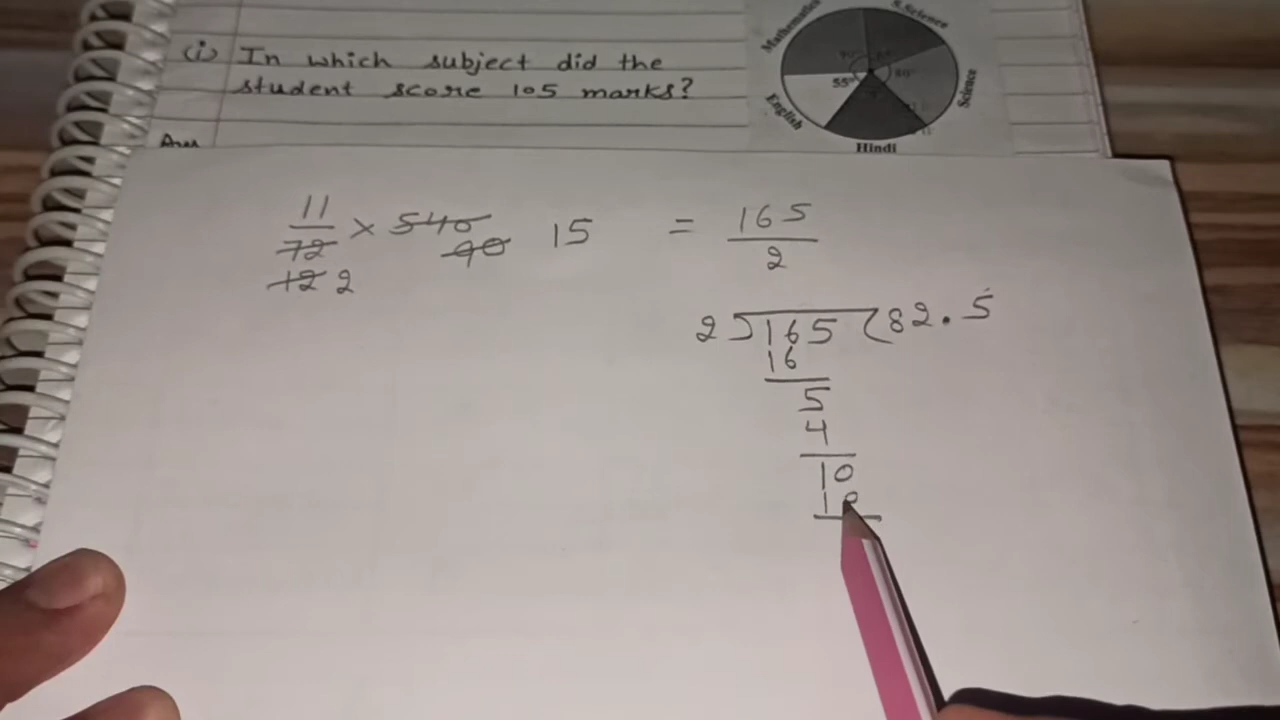 (i) In which subject did the
student score 105 marks?
Ans
Mathematics
S.Science
Science
English
55°
Hindi
11
72 × 540 15 = 165
12 2 90 2
2 165 82.5
16
5
4
10
10